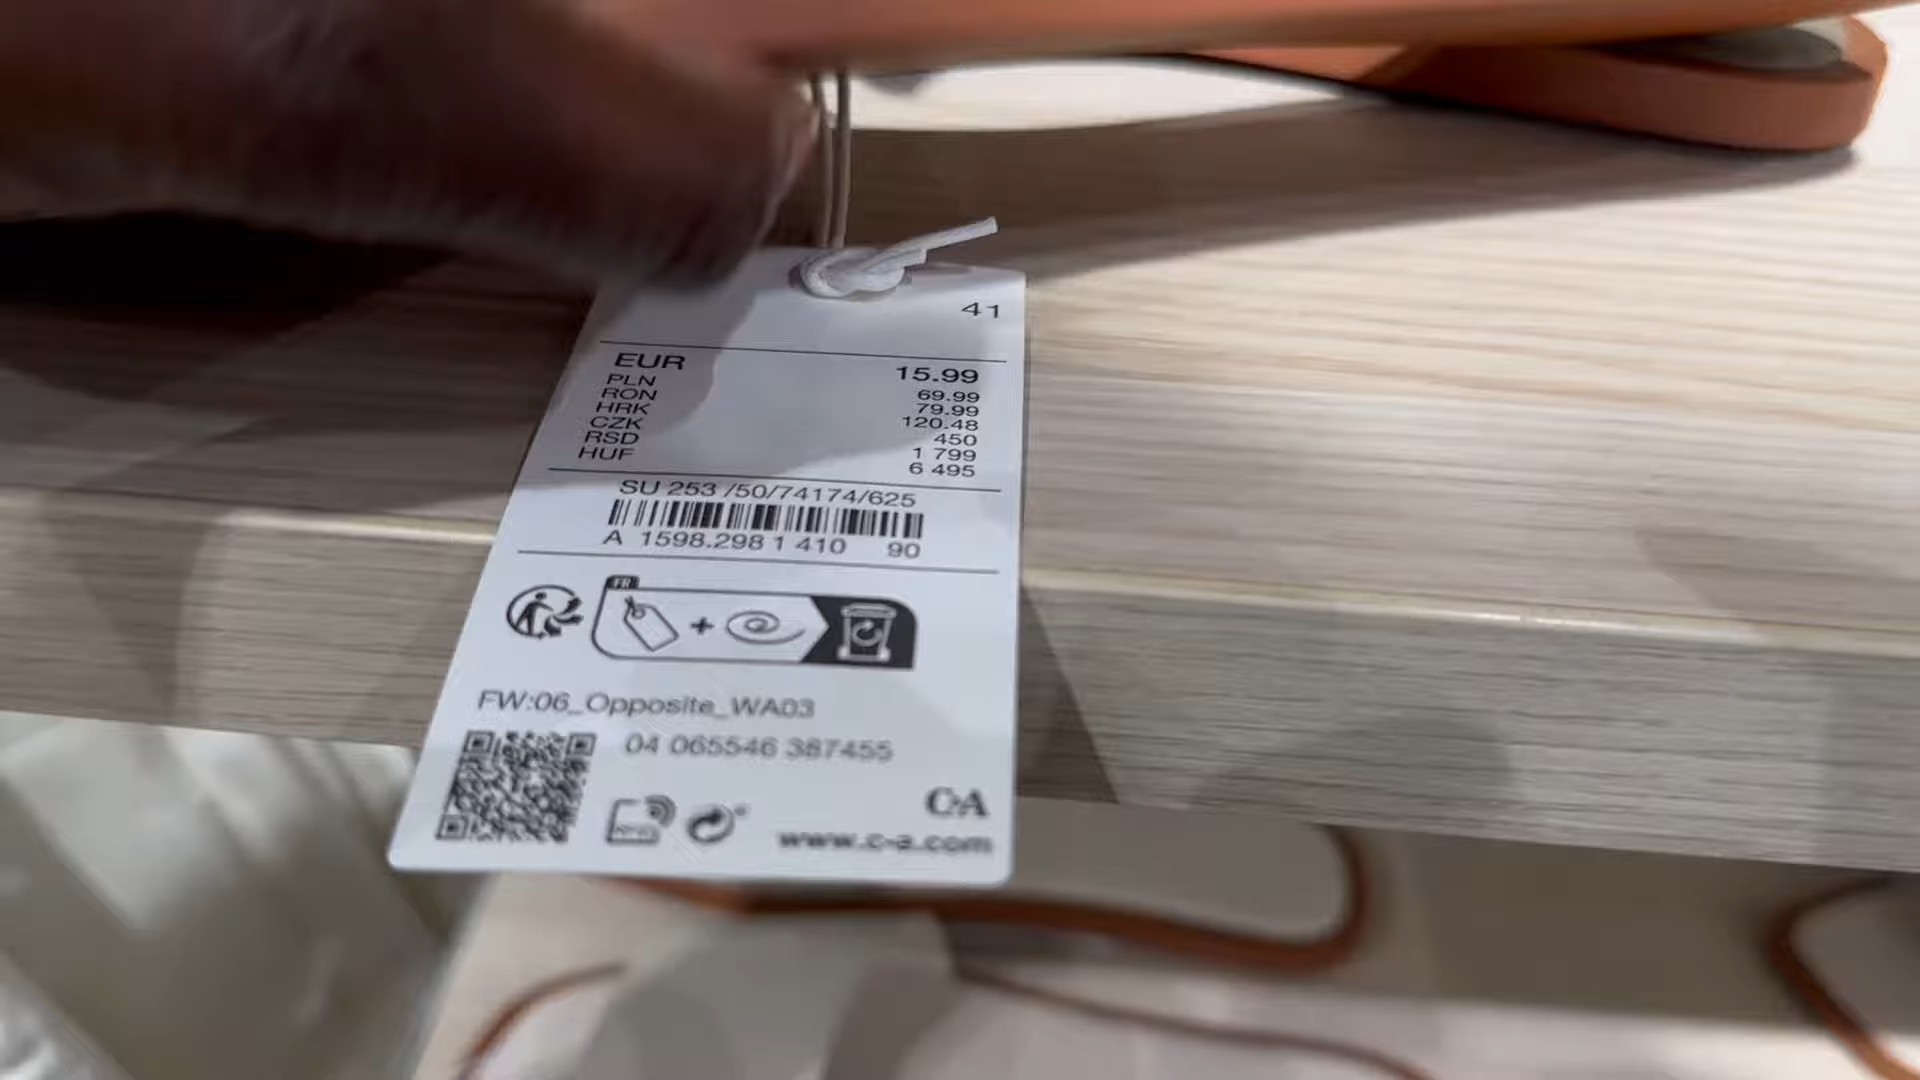 41
EUR 15.99
PLN 69.99
RON 79.99
HRK 120.48
CZK 450
RSD 1 799
HUF 6 495
SU 253 /50/74174/625
A 1598.298 1 410 90
FR
FW:06_Opposite_WA03
04 065546 387455
C&A
www.c-a.com